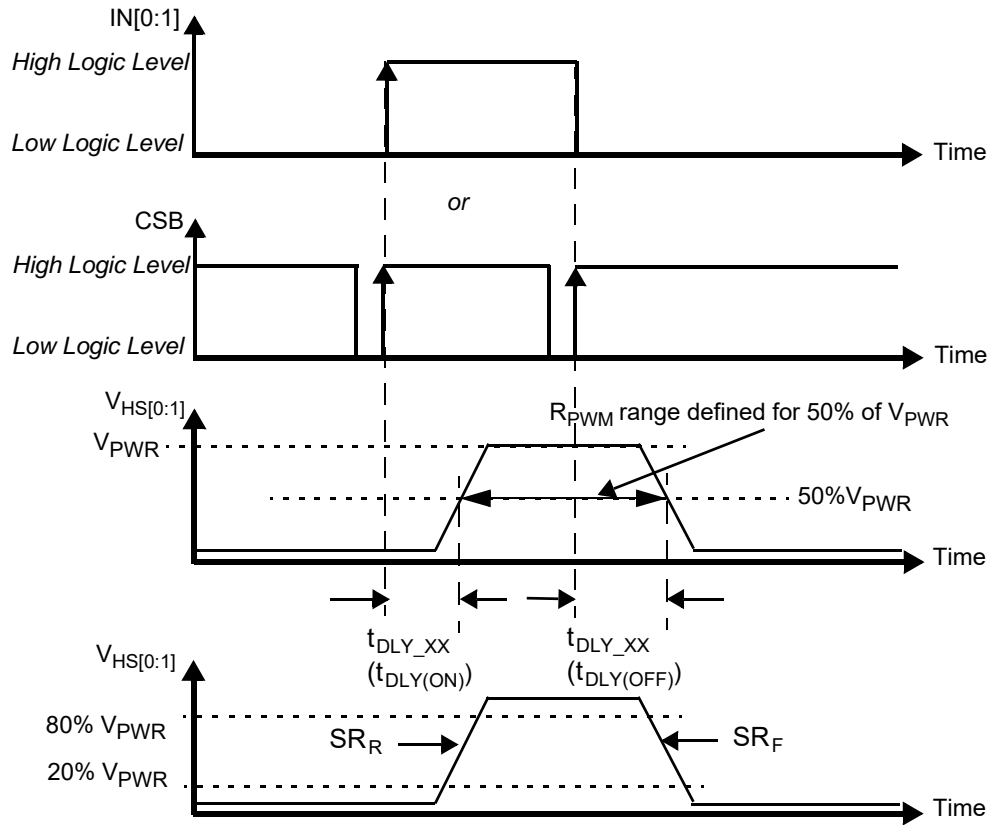 IN[0:1]
High Logic Level
Low Logic Level
Time
or
CSB
High Logic Level
Low Logic Level
Time
VHS[0:1]
RPWM range defined for 50% of VPWR
VPWR
50%VPWR
Time
tDLY_XX
(tDLY(ON))
tDLY_XX
(tDLY(OFF))
VHS[0:1]
80% VPWR
SRR
SRF
20% VPWR
Time